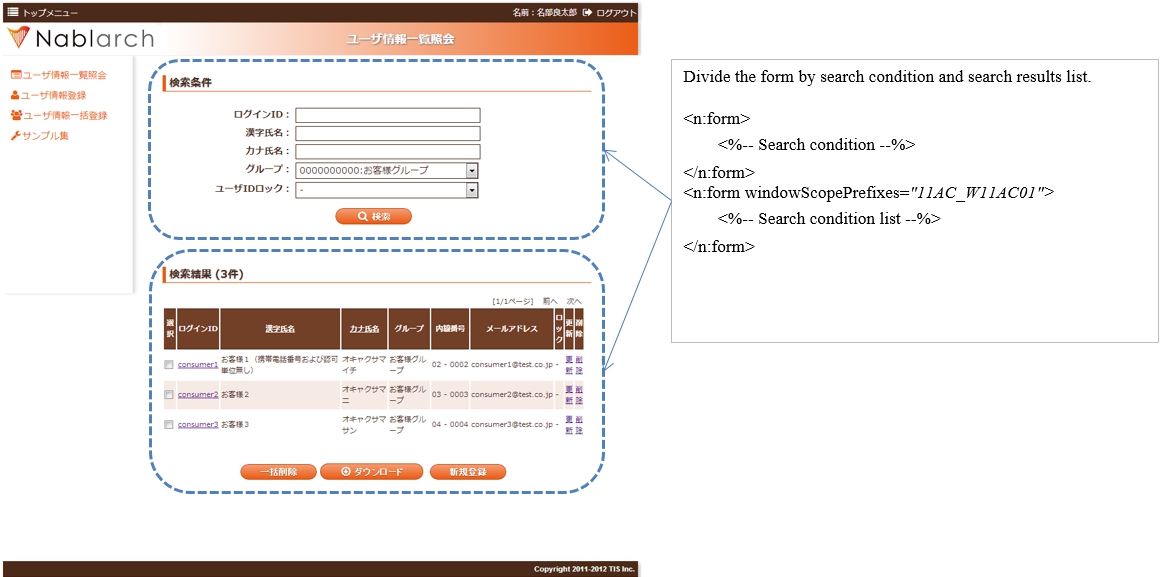 トップメニュー
名前：名部良太郎 ログアウト
Nablarch
ユーザ情報一覧照会
ユーザ情報一覧照会
ユーザ情報登録
ユーザ情報一括登録
サンプル集
検索条件
ログインID：
漢字氏名：
カナ氏名：
グループ： 0000000000:お客様グループ
ユーザIDロック： -
検索
検索結果 (3件)
[1/1ページ] 前へ 次へ
選択 ログインID 漢字氏名 カナ氏名 グループ 内線番号 メールアドレス ロック 更新 削除
consumer1 お客様１（携帯電話番号および認可単位無し） オキャクサマイチ お客様グループ 02 - 0002 consumer1@test.co.jp - 更新 削除
consumer2 お客様２ オキャクサマニ お客様グループ 03 - 0003 consumer2@test.co.jp - 更新 削除
consumer3 お客様３ オキャクサマサン お客様グループ 04 - 0004 consumer3@test.co.jp - 更新 削除
一括削除 ダウンロード 新規登録
Copyright 2011-2012 TIS Inc.
Divide the form by search condition and search results list.
<n:form>
<%-- Search condition --%>
</n:form>
<n:form windowScopePrefixes="11AC_W11AC01">
<%-- Search condition list --%>
</n:form>